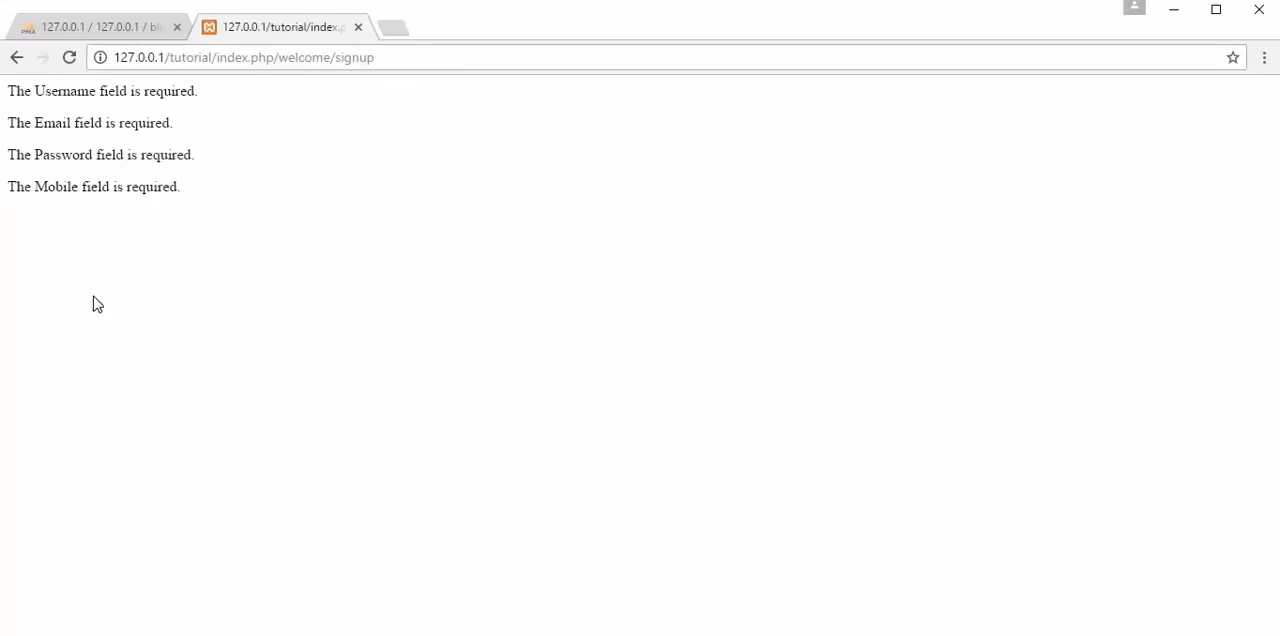 127.0.0.1 / 127.0.0.1 / ble
127.0.0.1/tutorial/index.p
127.0.0.1/tutorial/index.php/welcome/signup
The Username field is required.
The Email field is required.
The Password field is required.
The Mobile field is required.